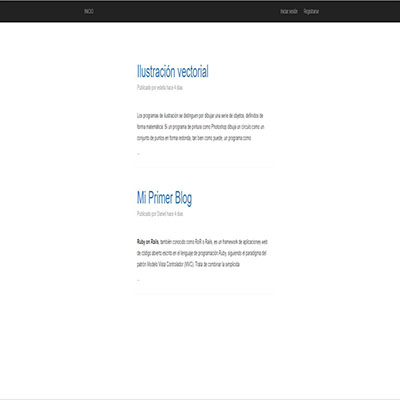 INICIO
Iniciar sesión Registrarse
Ilustración vectorial
Publicado por estela hace 4 días
Los programas de ilustración se distinguen por dibujar una serie de objetos, definidos de
forma matemática. Si un programa de pintura como Photoshop dibuja un círculo como un
conjunto de puntos en forma redonda, tal bien como puede, un programa como
...
Mi Primer Blog
Publicado por Daniel hace 4 días
Ruby on Rails, también conocido como RoR o Rails, es un framework de aplicaciones web
de código abierto escrito en el lenguaje de programación Ruby, siguiendo el paradigma del
patrón Modelo Vista Controlador (MVC). Trata de combinar la simplicida
...